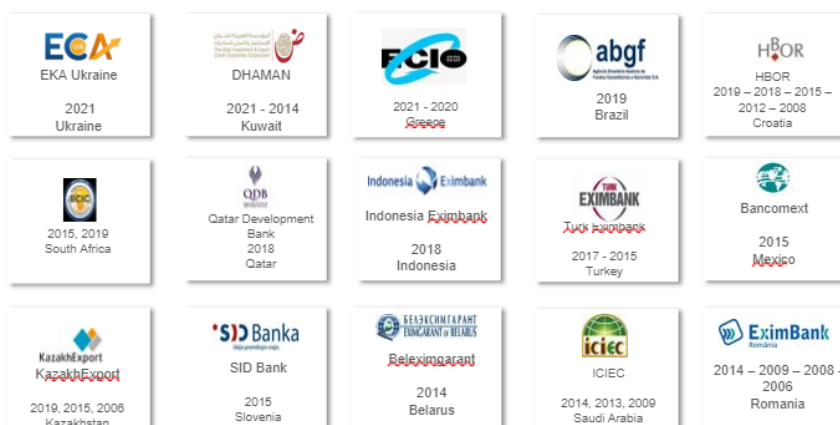 ECA
UA
EKA Ukraine
2021
Ukraine
DHAMAN
2021 - 2014
Kuwait
ECIO
2021 - 2020
Greece
abgf
2019
Brazil
HBOR
HBOR
2019 – 2018 – 2015 –
2012 – 2008
Croatia
ECIC
2015, 2019
South Africa
QDB
Qatar Development
Bank
2018
Qatar
Indonesia Eximbank
Indonesia Eximbank
2018
Indonesia
TURK
EXIMBANK
Turk Eximbank
2017 - 2015
Turkey
Bancomext
2015
Mexico
KazakhExport
KazakhExport
2019, 2015, 2006
Kazakhstan
SID Banka
SID Bank
2015
Slovenia
БЕЛЭКСИМГАРАНТ
EXIMGARANT OF BELARUS
Beleximgarant
2014
Belarus
iciec
ICIEC
2014, 2013, 2009
Saudi Arabia
EximBank
România
2014 – 2009 – 2008 –
2006
Romania